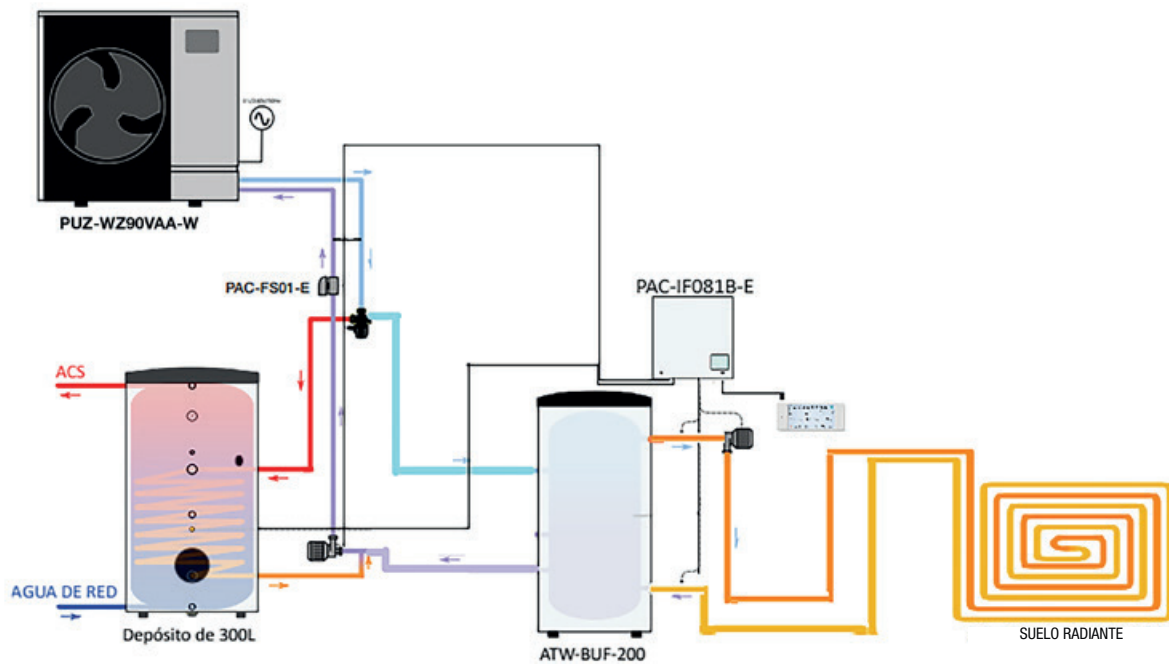 PUZ-WZ90VAA-W
PAC-FS01-E
PAC-IF081B-E
ACS
AGUA DE RED
Depósito de 300L
ATW-BUF-200
SUELO RADIANTE